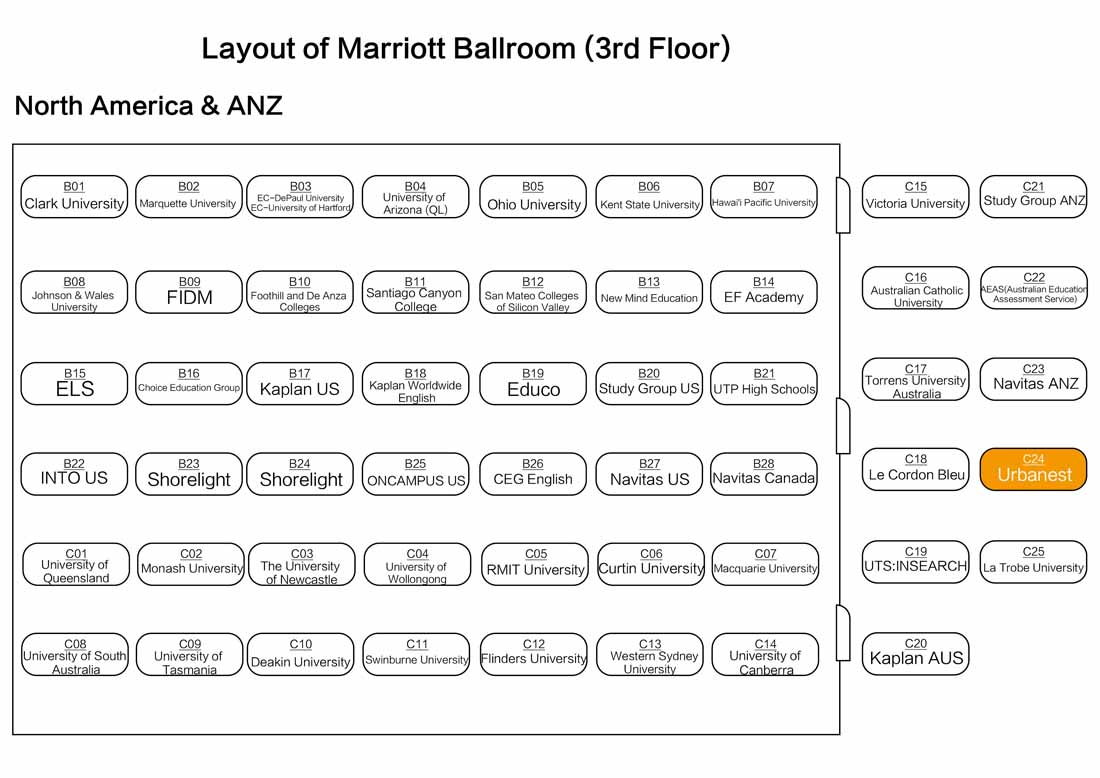 Layout of Marriott Ballroom (3rd Floor)
North America & ANZ
B01
Clark University
B02
Marquette University
B03
EC-DePaul University
EC-University of Hartford
B04
University of
Arizona (QL)
B05
Ohio University
B06
Kent State University
B07
Hawai'i Pacific University
C15
Victoria University
C21
Study Group ANZ
B08
Johnson & Wales
University
B09
FIDM
B10
Foothill and De Anza
Colleges
B11
Santiago Canyon
College
B12
San Mateo Colleges
of Silicon Valley
B13
New Mind Education
B14
EF Academy
C16
Australian Catholic
University
C22
AEAS(Australian Education
Assessment Service)
B15
ELS
B16
Choice Education Group
B17
Kaplan US
B18
Kaplan Worldwide
English
B19
Educo
B20
Study Group US
B21
UTP High Schools
C17
Torrens University
Australia
C23
Navitas ANZ
B22
INTO US
B23
Shorelight
B24
Shorelight
B25
ONCAMPUS US
B26
CEG English
B27
Navitas US
B28
Navitas Canada
C18
Le Cordon Bleu
C24
Urbanest
C01
University of
Queensland
C02
Monash University
C03
The University
of Newcastle
C04
University of
Wollongong
C05
RMIT University
C06
Curtin University
C07
Macquarie University
C19
UTS:INSEARCH
C25
La Trobe University
C08
University of South
Australia
C09
University of
Tasmania
C10
Deakin University
C11
Swinburne University
C12
Flinders University
C13
Western Sydney
University
C14
University of
Canberra
C20
Kaplan AUS